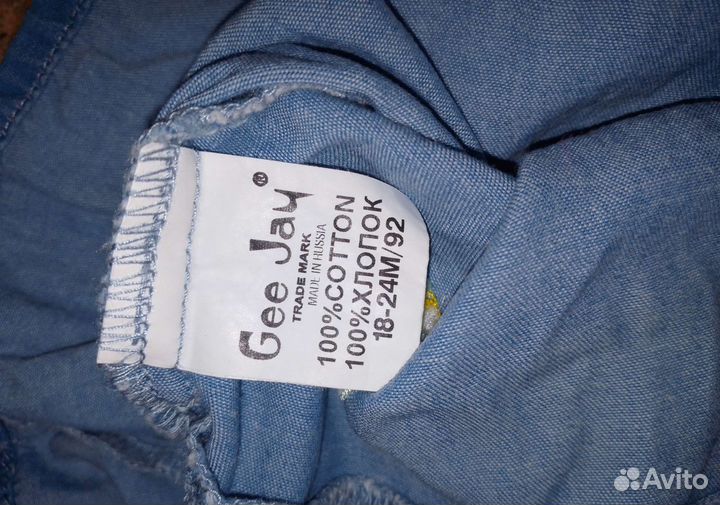 Gee Jay ®
TRADE MARK
MADE IN RUSSIA
100%COTTON
100%ХЛОПОК
18-24M/92
Avito